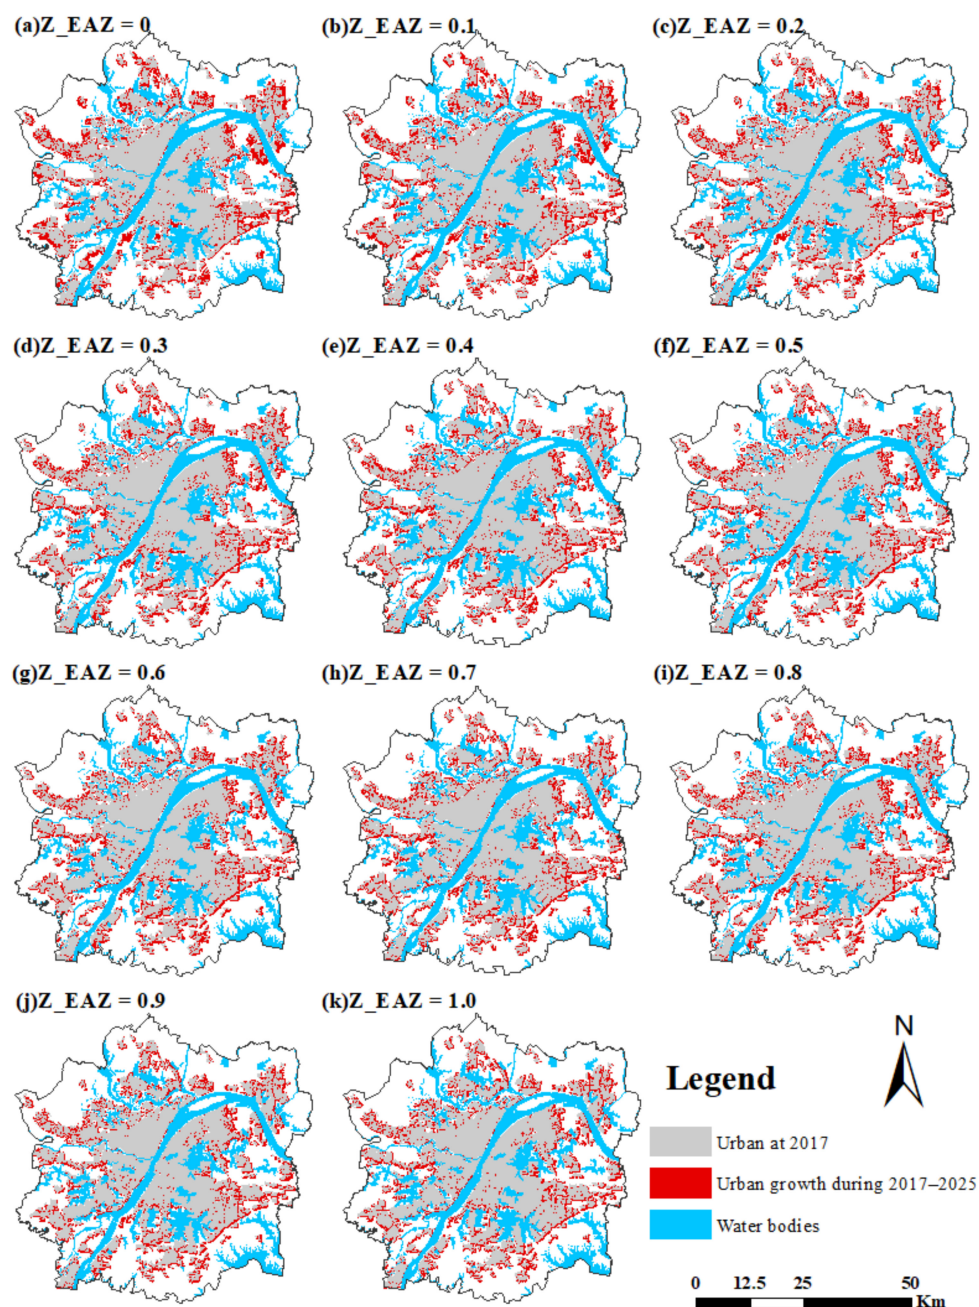 (a)Z_EAZ = 0
(b)Z_EAZ = 0.1
(c)Z_EAZ = 0.2
(d)Z_EAZ = 0.3
(e)Z_EAZ = 0.4
(f)Z_EAZ = 0.5
(g)Z_EAZ = 0.6
(h)Z_EAZ = 0.7
(i)Z_EAZ = 0.8
(j)Z_EAZ = 0.9
(k)Z_EAZ = 1.0
N
Legend
Urban at 2017
Urban growth during 2017–2025
Water bodies
0 12.5 25 50
Km